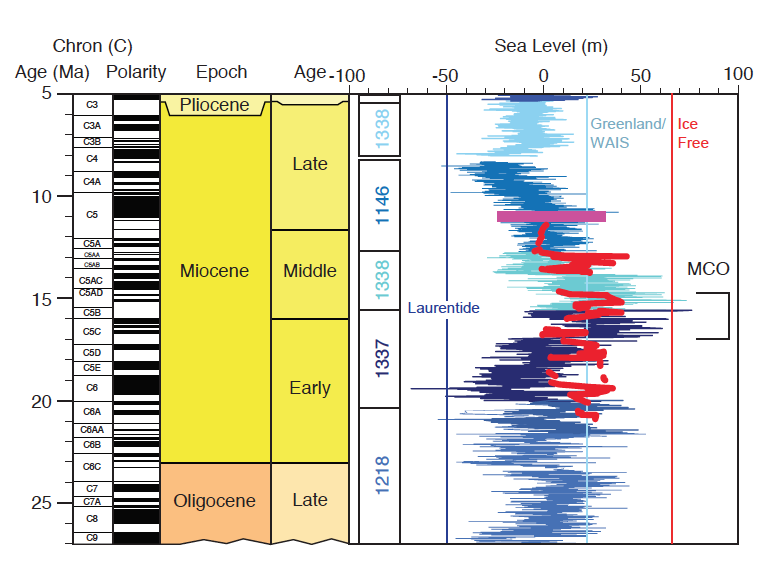 Chron (C)
Sea Level (m)
Age (Ma) Polarity Epoch Age -100 -50 0 50 100
5
C3
Pliocene
C3A
C3B
C4
C4A
10
C5
C5A
C5AA
C5AB
C5AC
C5AD
15
C5B
C5C
C5D
C5E
C6
20
C6A
C6AA
C6B
C6C
C7
C7A
25
C8
C9
Miocene
Oligocene
Late
Middle
Early
Late
1338
1146
1338
1337
1218
Laurentide
Greenland/
WAIS
Ice
Free
MCO